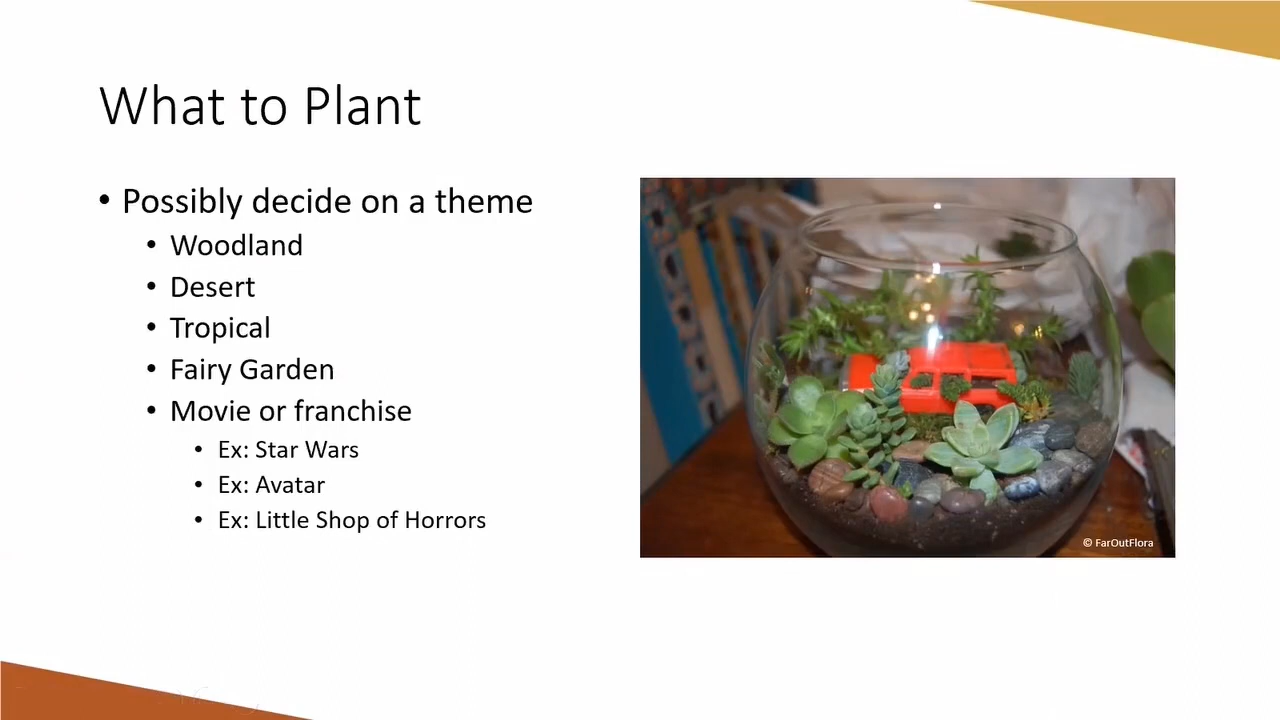 What to Plant
• Possibly decide on a theme
• Woodland
• Desert
• Tropical
• Fairy Garden
• Movie or franchise
• Ex: Star Wars
• Ex: Avatar
• Ex: Little Shop of Horrors
© FarOutFlora